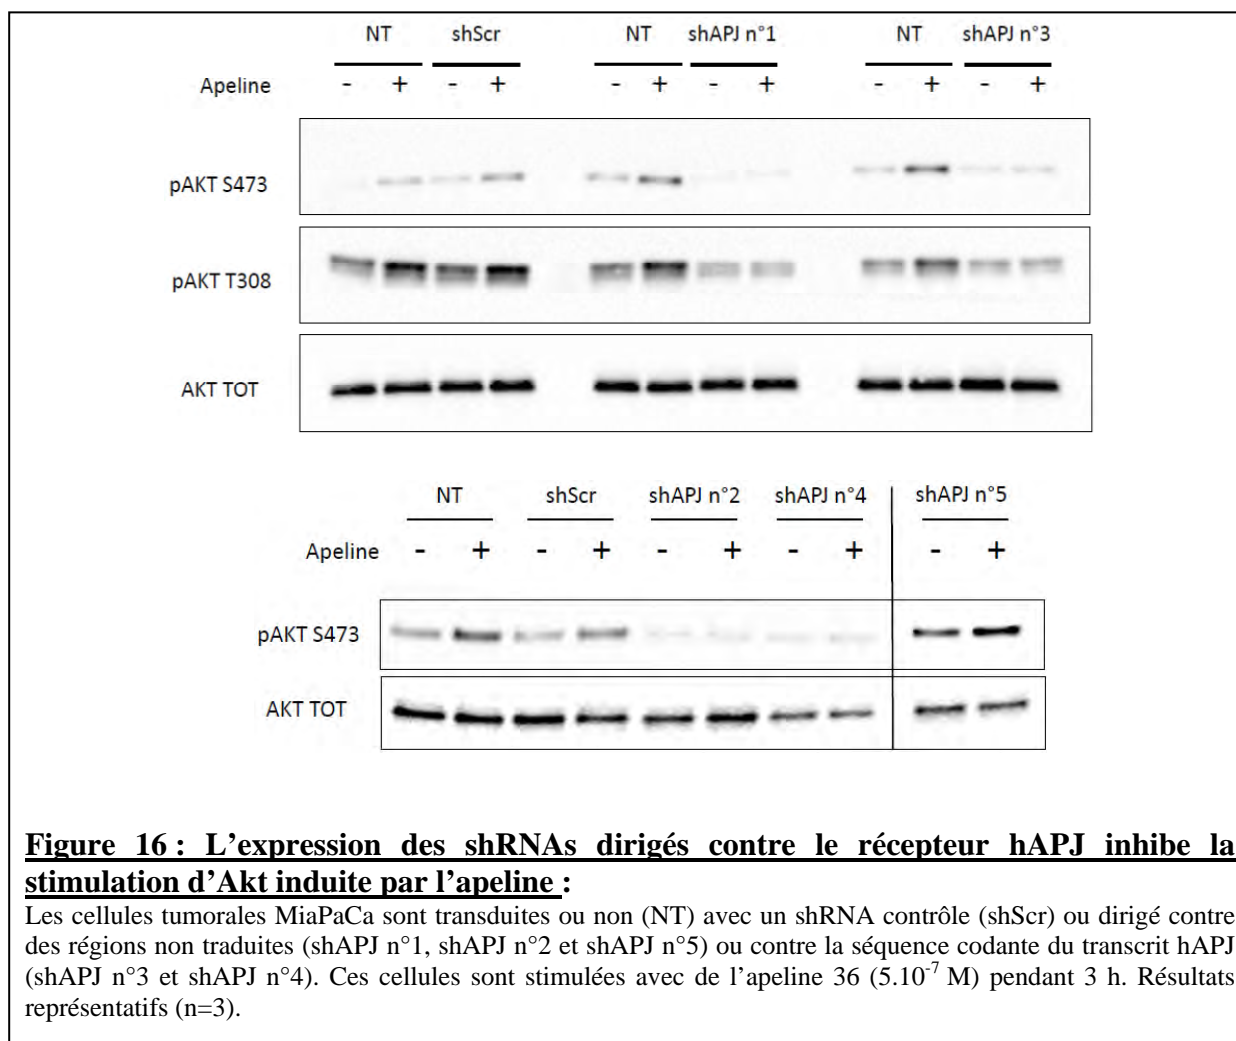 NT shScr NT shAPJ n°1 NT shAPJ n°3
Apeline - + - + - + - + - + - +
pAKT S473
pAKT T308
AKT TOT
NT shScr shAPJ n°2 shAPJ n°4 shAPJ n°5
Apeline - + - + - + - + - +
pAKT S473
AKT TOT
Figure 16 : L’expression des shRNAs dirigés contre le récepteur hAPJ inhibe la
stimulation d’Akt induite par l’apeline :
Les cellules tumorales MiaPaCa sont transduites ou non (NT) avec un shRNA contrôle (shScr) ou dirigé contre
des régions non traduites (shAPJ n°1, shAPJ n°2 et shAPJ n°5) ou contre la séquence codante du transcrit hAPJ
(shAPJ n°3 et shAPJ n°4). Ces cellules sont stimulées avec de l’apeline 36 (5.10⁻⁷ M) pendant 3 h. Résultats
représentatifs (n=3).